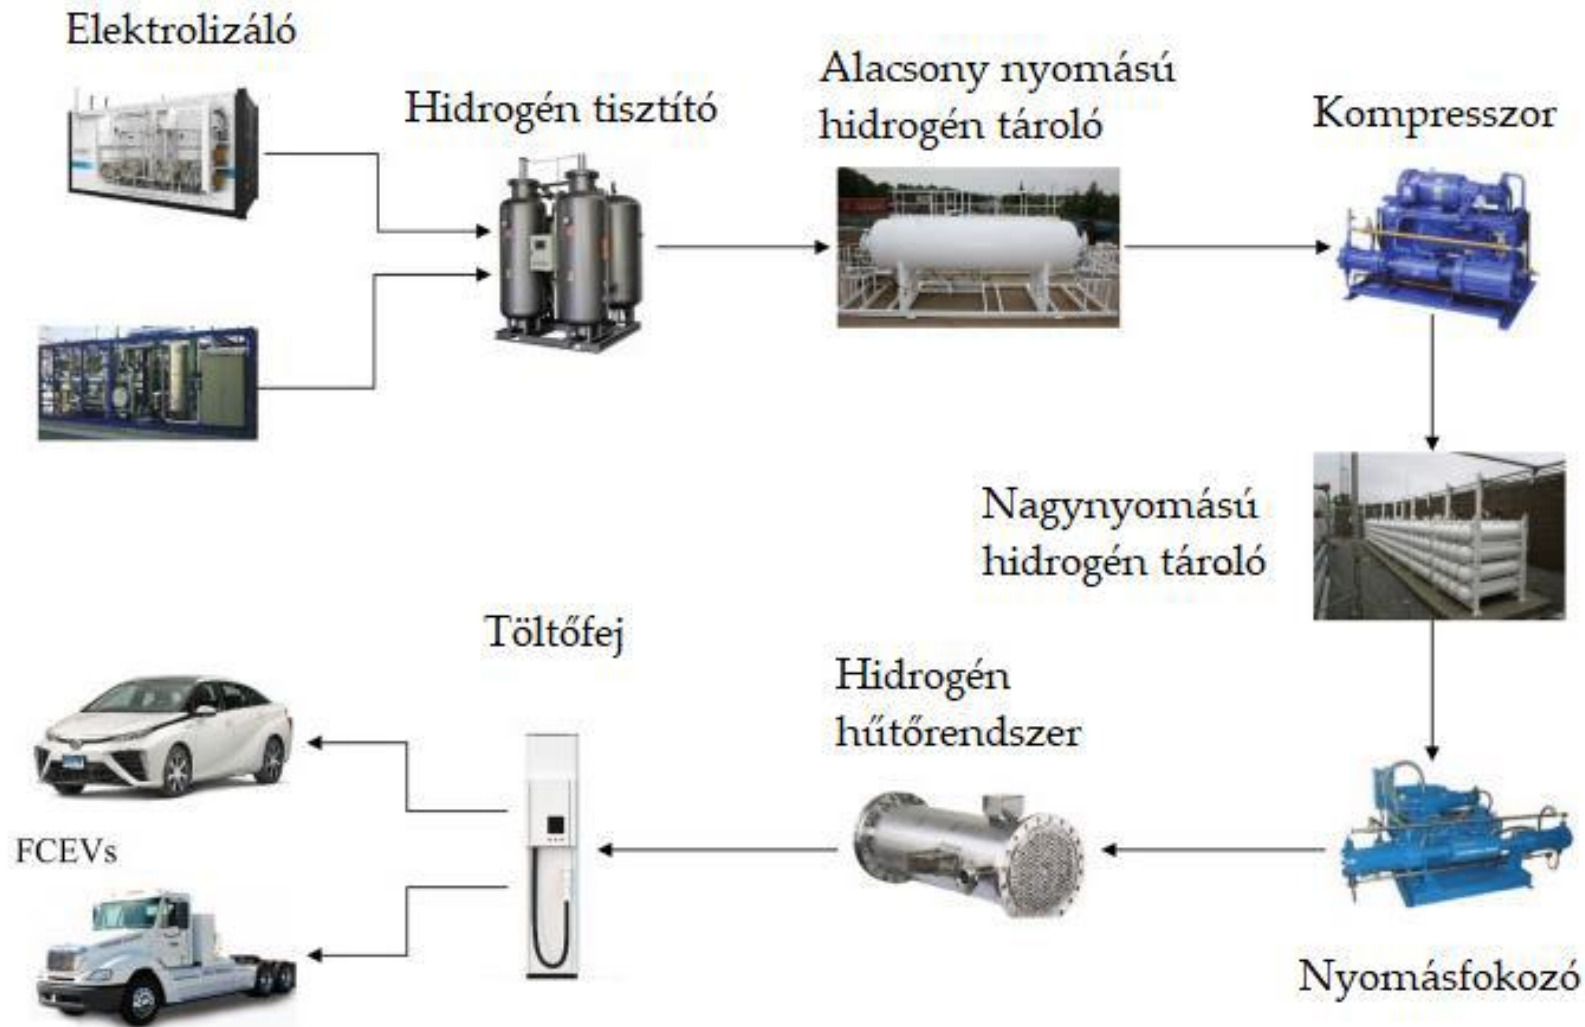 Elektrolizáló
Hidrogén tisztító
Alacsony nyomású
hidrogén tároló
Kompresszor
Nagynyomású
hidrogén tároló
Nyomásfokozó
Hidrogén
hűtőrendszer
Töltőfej
FCEVs